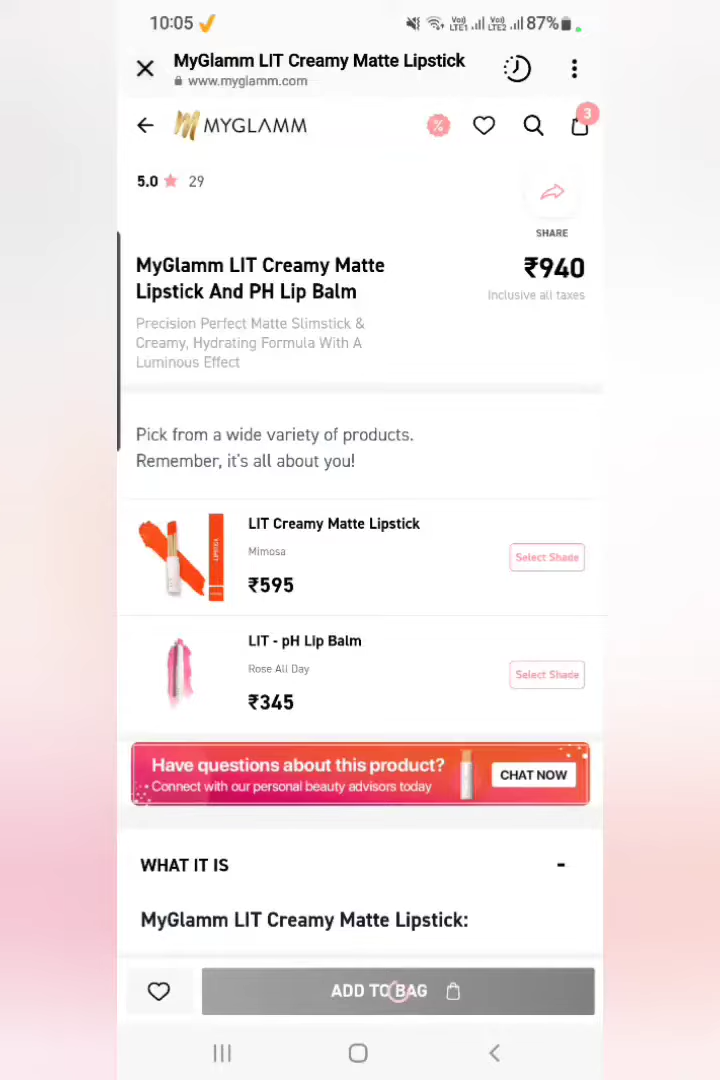 10:05
Vo) LTE1 Vo) LTE2 87%
MyGlamm LIT Creamy Matte Lipstick
www.myglamm.com
MYGLAMM
%
3
5.0 29
SHARE
MyGlamm LIT Creamy Matte
Lipstick And PH Lip Balm
₹940
Inclusive all taxes
Precision Perfect Matte Slimstick &
Creamy, Hydrating Formula With A
Luminous Effect
Pick from a wide variety of products.
Remember, it's all about you!
LIT Creamy Matte Lipstick
Mimosa
₹595
Select Shade
LIT - pH Lip Balm
Rose All Day
₹345
Select Shade
Have questions about this product?
Connect with our personal beauty advisors today
CHAT NOW
WHAT IT IS -
MyGlamm LIT Creamy Matte Lipstick:
ADD TO BAG